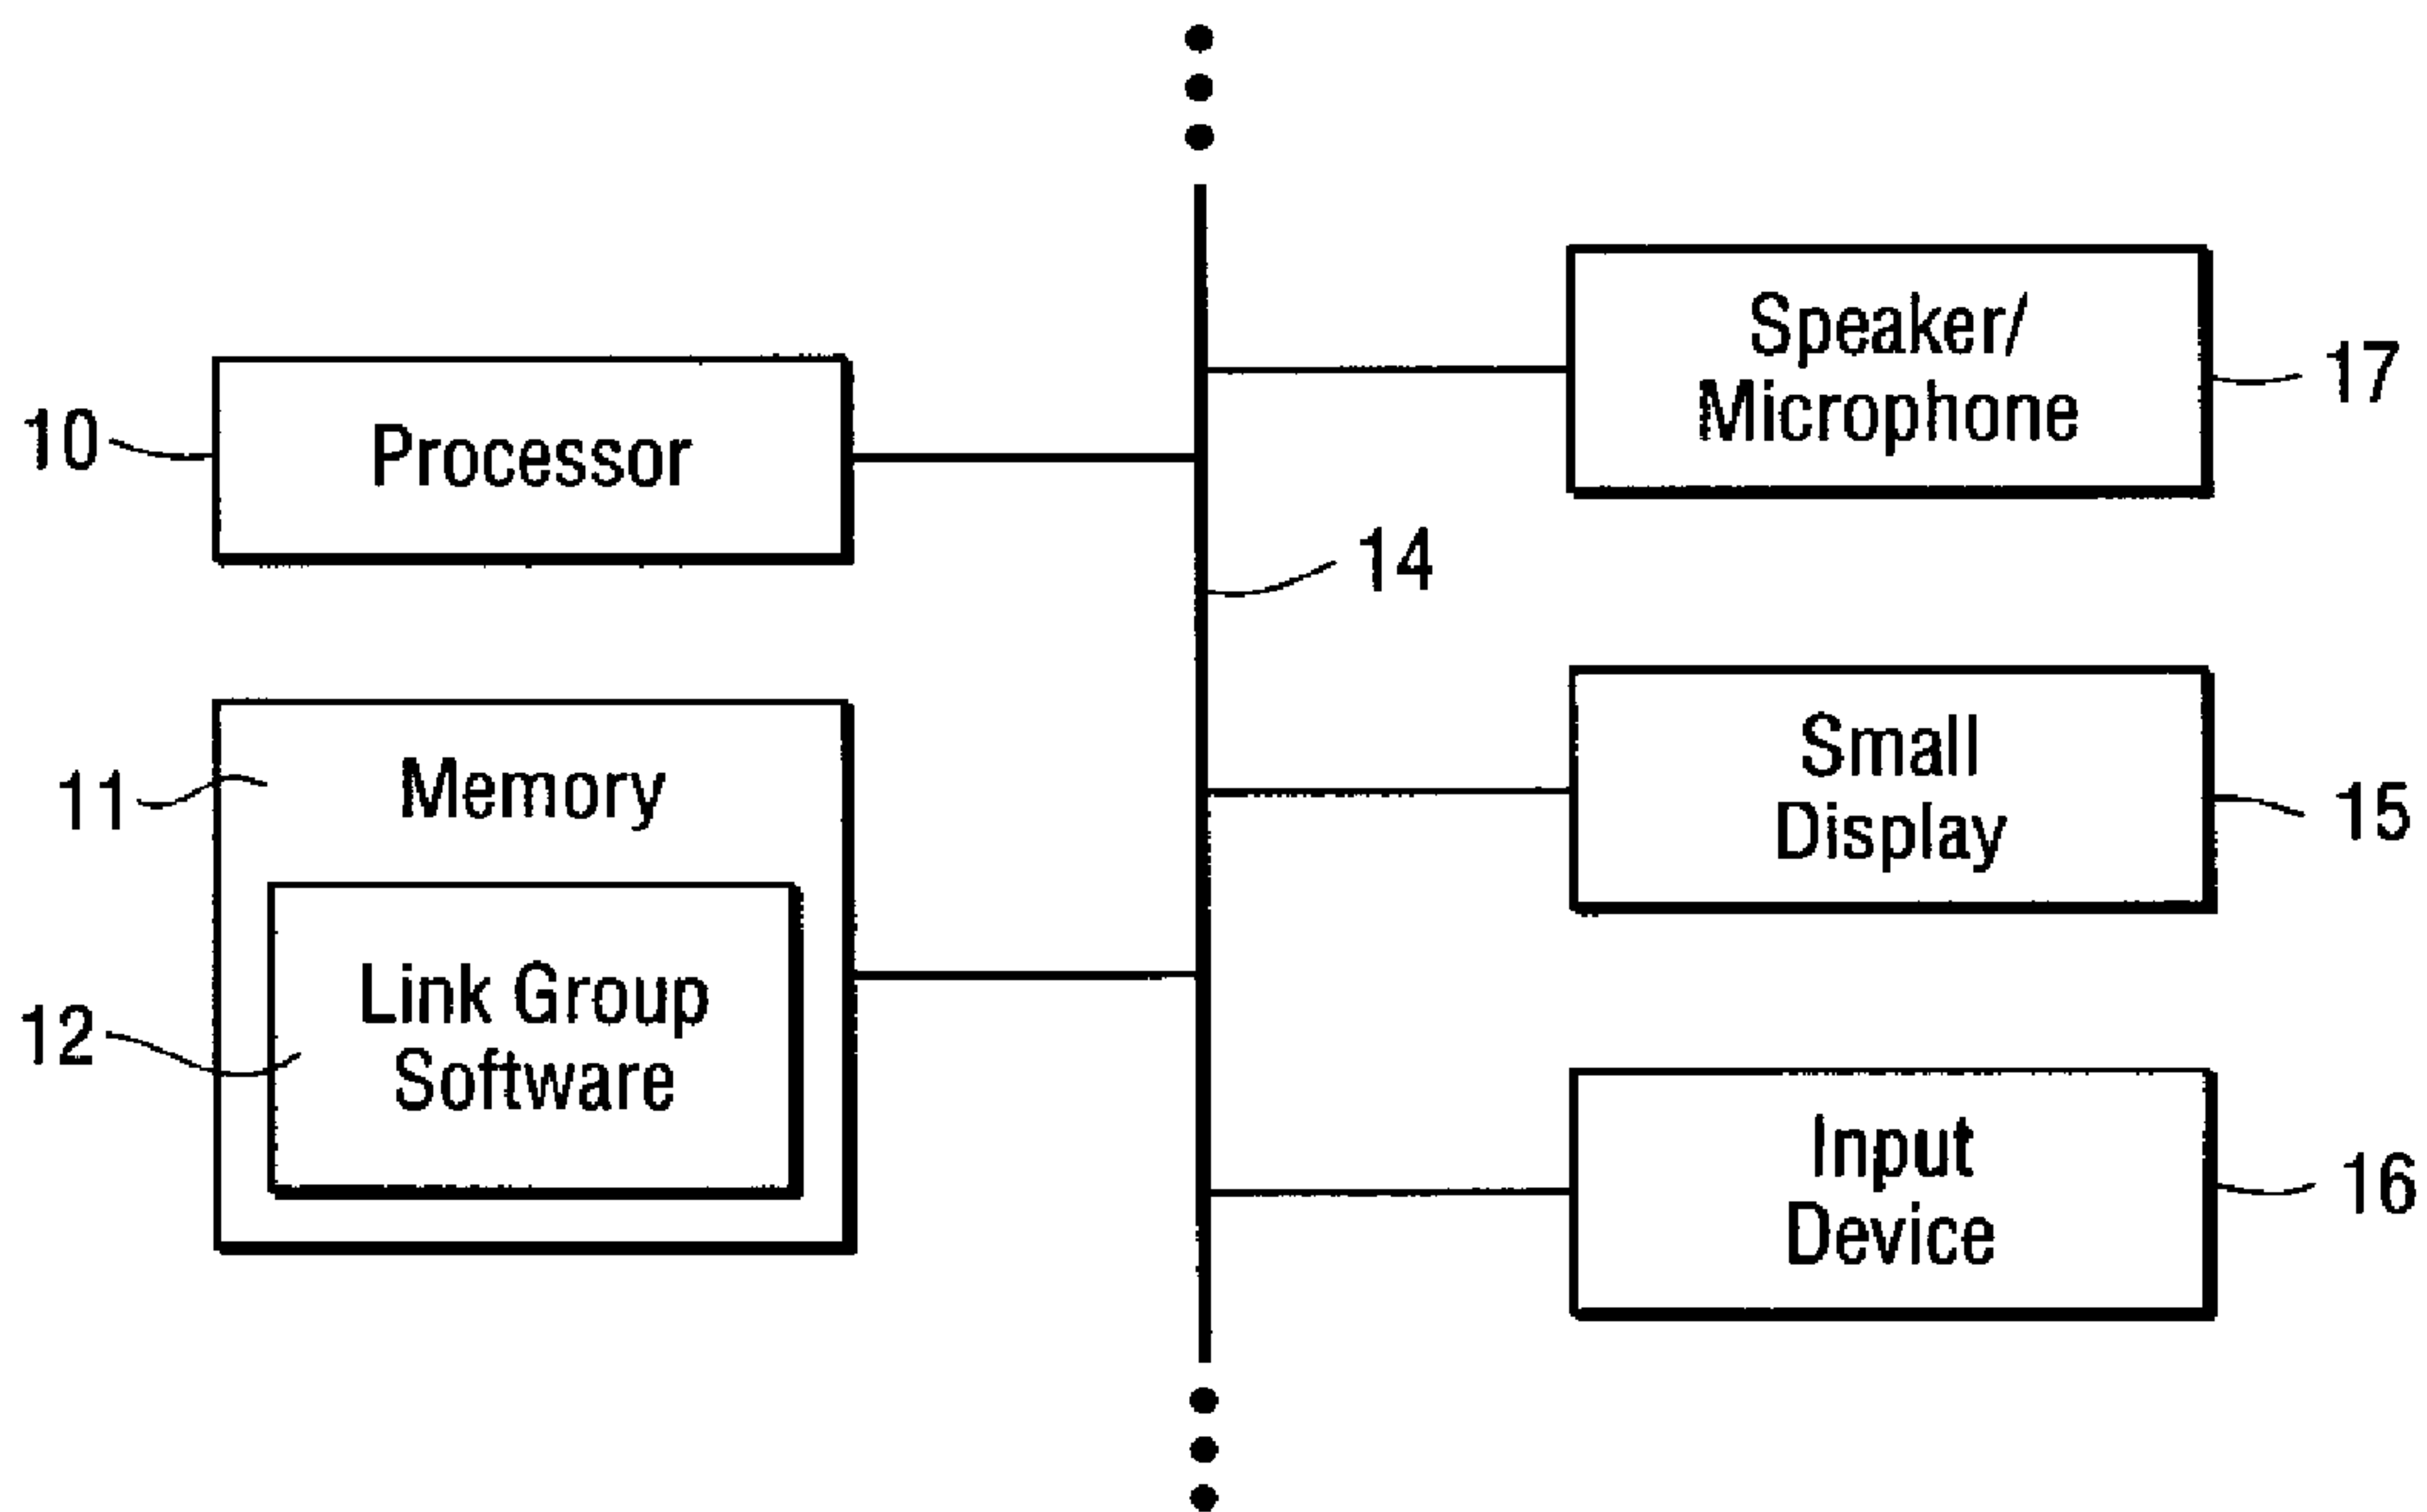 Speaker/
Microphone
17
10
Processor
14
Small
Display
15
11
Memory
Link Group
Software
12
Input
Device
16